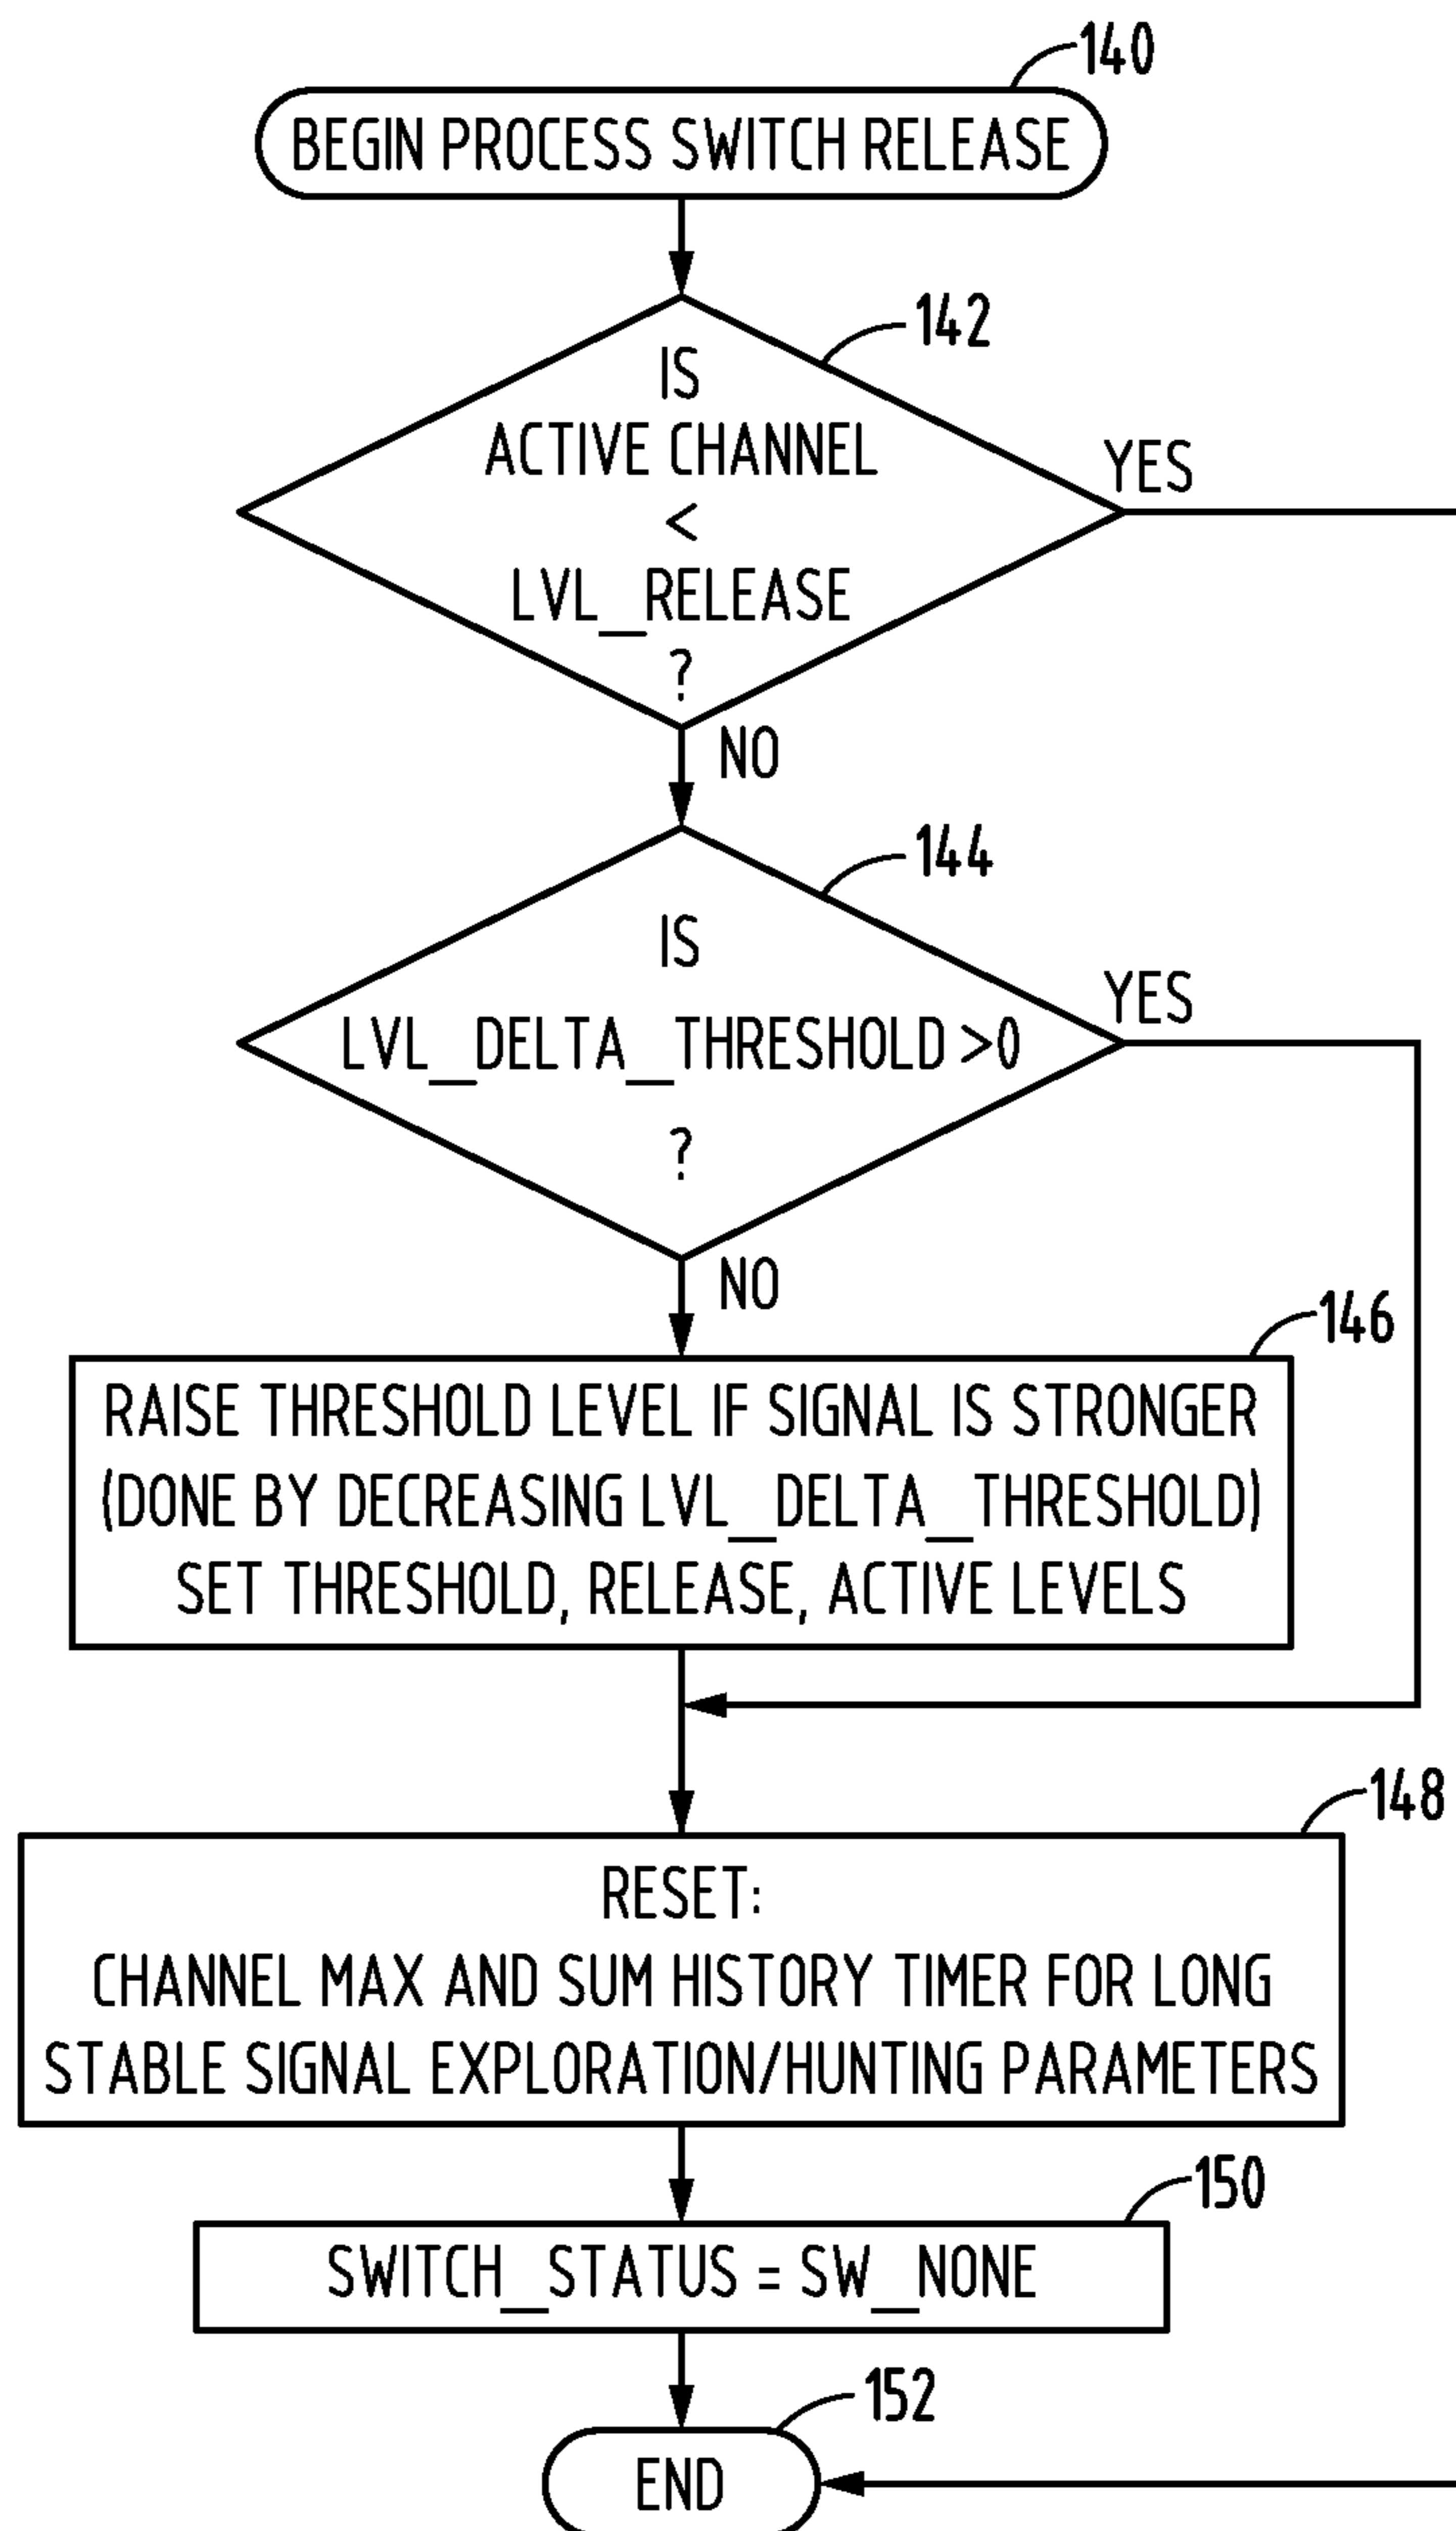 140
BEGIN PROCESS SWITCH RELEASE
142
IS
ACTIVE CHANNEL
<
LVL_RELEASE
?
YES
NO
144
IS
LVL_DELTA_THRESHOLD >0
?
YES
NO
146
RAISE THRESHOLD LEVEL IF SIGNAL IS STRONGER
(DONE BY DECREASING LVL_DELTA_THRESHOLD)
SET THRESHOLD, RELEASE, ACTIVE LEVELS
148
RESET:
CHANNEL MAX AND SUM HISTORY TIMER FOR LONG
STABLE SIGNAL EXPLORATION/HUNTING PARAMETERS
150
SWITCH_STATUS = SW_NONE
152
END